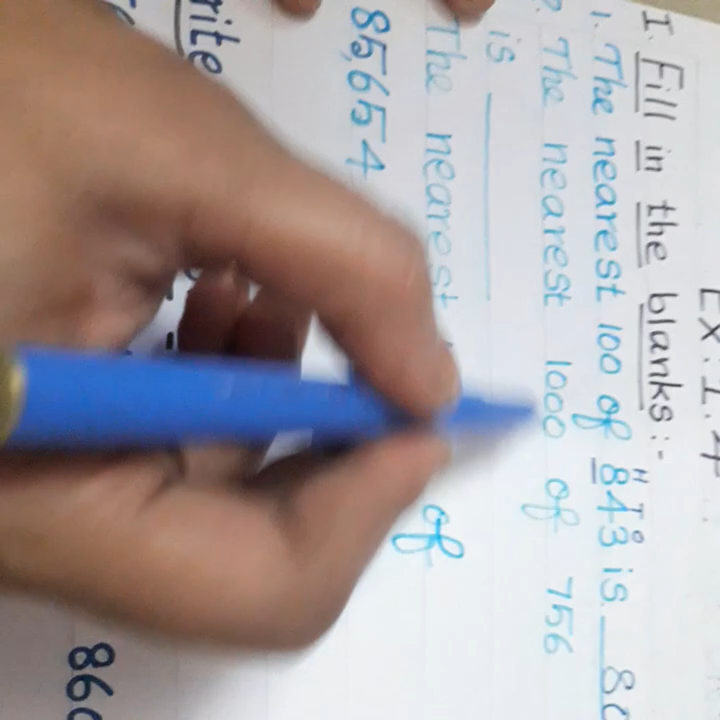 Ex. 1.4
I. Fill in the blanks:-
H T O
1. The nearest 100 of 843 is 80
2. The nearest 1000 of 756
is
The nearest of
85,654
rite
860